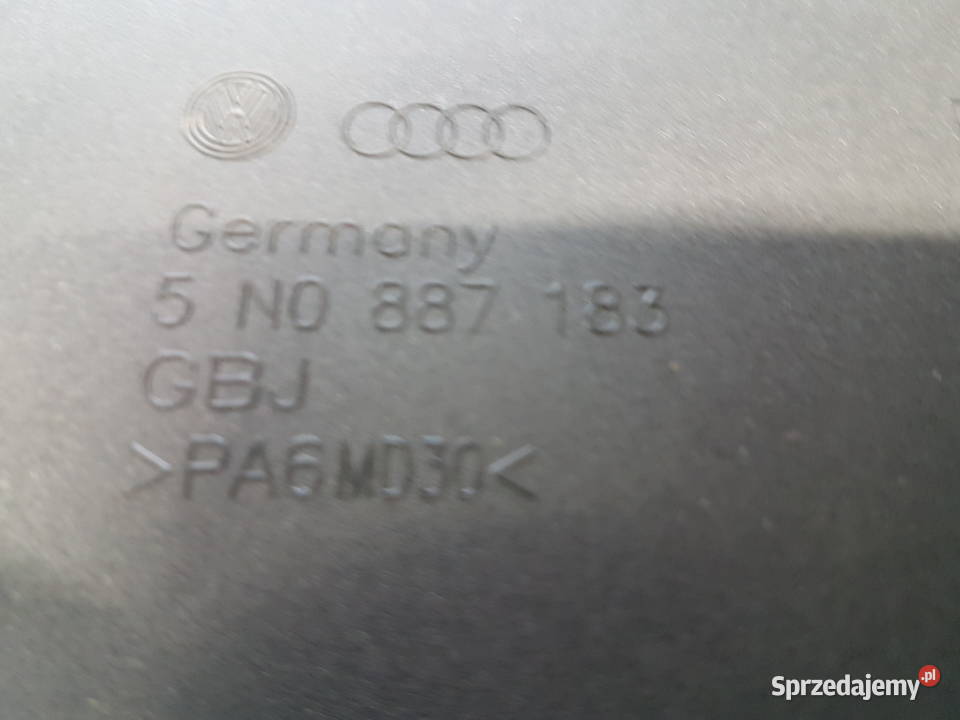 Germany
5 N0 887 183
GBJ
>PA6MD30<
Sprzedajemy.pl